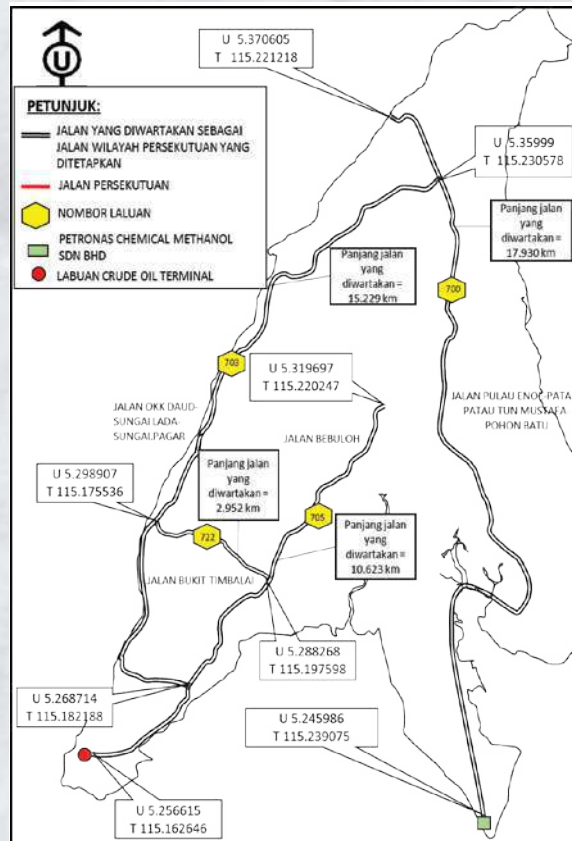 U 5.370605
T 115.221218
U
PETUNJUK:
JALAN YANG DIWARTAKAN SEBAGAI
JALAN WILAYAH PERSEKUTUAN YANG
DITETAPKAN
JALAN PERSEKUTUAN
NOMBOR LALUAN
PETRONAS CHEMICAL METHANOL
SDN BHD
LABUAN CRUDE OIL TERMINAL
U 5.35999
T 115.230578
Panjang jalan
yang
diwartakan =
17.930 km
Panjang jalan
yang
diwartakan =
15.229 km
700
703
U 5.319697
T 115.220247
JALAN OKK DAUD-
SUNGAI LADA-
SUNGAI PAGAR
JALAN BEBULOH
JALAN PULAU ENOE-PATA
PATAU TUN MUSTAFA
POHON BATU
U 5.298907
T 115.175536
Panjang jalan
yang
diwartakan =
2.952 km
705
Panjang jalan
yang
diwartakan =
10.623 km
722
JALAN BUKIT TIMBALAI
U 5.288268
T 115.197598
U 5.268714
T 115.182188
U 5.245986
T 115.239075
U 5.256615
T 115.162646